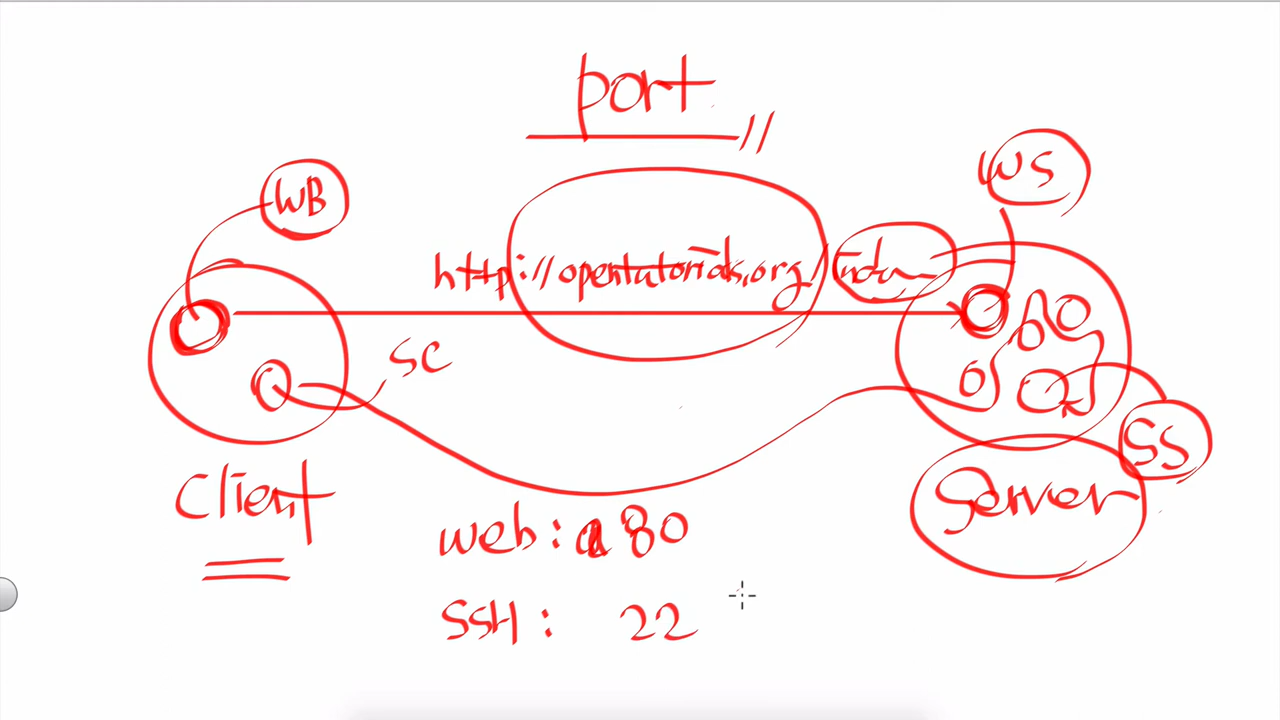 port
WB
WS
http://opentutorials.org/
SC
SS
Client
Server
web: 80
SSH: 22